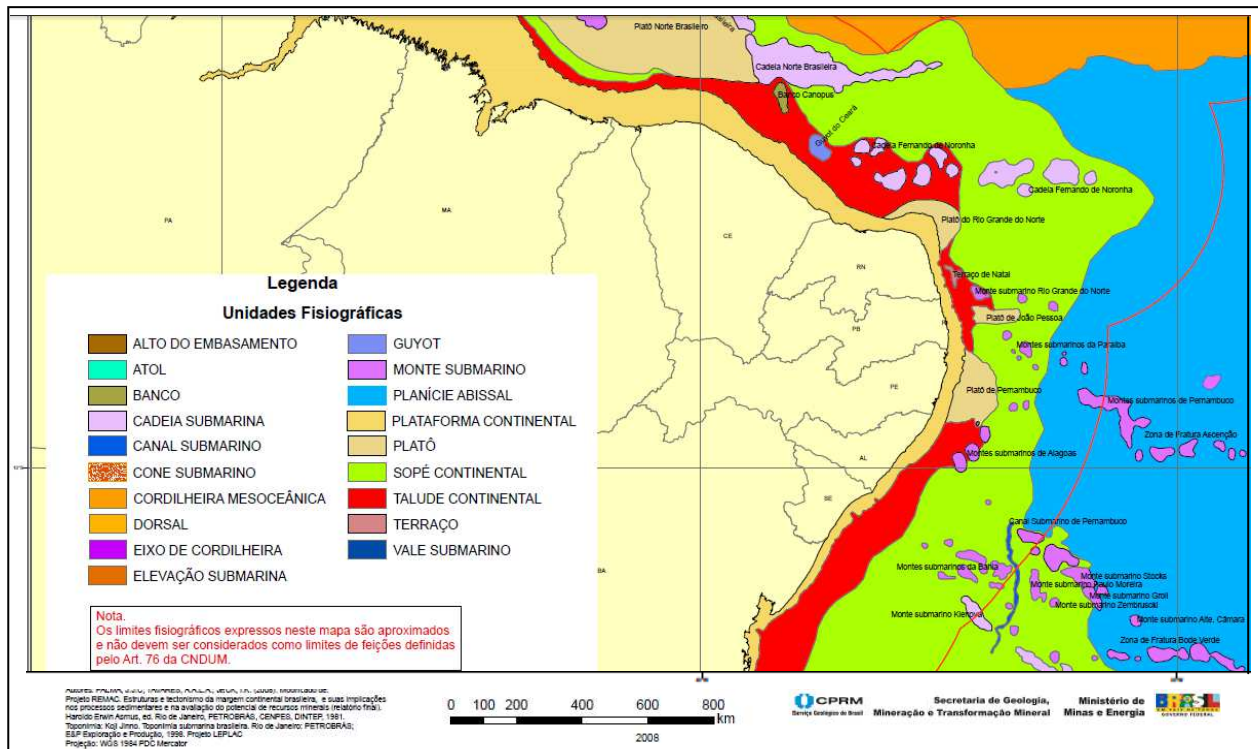 Platô Norte Brasileiro
Cadeia Norte Brasileira
Banco Canopus
Guyot do Ceará
Cadeia Fernando de Noronha
Cadeia Fernando de Noronha
Platô do Rio Grande do Norte
PA
MA
CE
RN
PB
PE
AL
SE
BA
Terraço de Natal
Monte submarino Rio Grande do Norte
Platô de João Pessoa
Montes submarinos da Paraíba
Platô de Pernambuco
Montes submarinos de Pernambuco
Zona de Fratura Ascenção
Montes submarinos de Alagoas
Canal Submarino de Pernambuco
Montes submarinos da Bahia
Monte submarino Stocks
Monte submarino Paulo Moreira
Monte submarino Groll
Monte submarino Zembruscki
Monte submarino Klenova
Monte submarino Alte. Câmara
Zona de Fratura Bode Verde
Legenda
Unidades Fisiográficas
ALTO DO EMBASAMENTO
ATOL
BANCO
CADEIA SUBMARINA
CANAL SUBMARINO
CONE SUBMARINO
CORDILHEIRA MESOCEÂNICA
DORSAL
EIXO DE CORDILHEIRA
ELEVAÇÃO SUBMARINA
GUYOT
MONTE SUBMARINO
PLANÍCIE ABISSAL
PLATAFORMA CONTINENTAL
PLATÔ
SOPÉ CONTINENTAL
TALUDE CONTINENTAL
TERRAÇO
VALE SUBMARINO
Nota.
Os limites fisiográficos expressos neste mapa são aproximados
e não devem ser considerados como limites de feições definidas
pelo Art. 76 da CNDUM.
Projeto REMAC. Estruturas e tectonismo da margem continental brasileira, e suas implicações
nos processos sedimentares e na avaliação do potencial de recursos minerais (relatório final).
Haroldo Erwin Asmus, ed. Rio de Janeiro, PETROBRÁS, CENPES, DINTEP, 1981.
Toponímia: Koji Jinno. Toponímia submarina brasileira. Rio de Janeiro: PETROBRÁS;
E&P Exploração e Produção, 1998. Projeto LEPLAC
Projeção: WGS 1984 PDC Mercator
0 200 400 600 800
km
2008
CPRM
Serviço Geológico do Brasil
Secretaria de Geologia,
Mineração e Transformação Mineral
Ministério de
Minas e Energia
BRASIL
UM PAÍS DE TODOS
GOVERNO FEDERAL